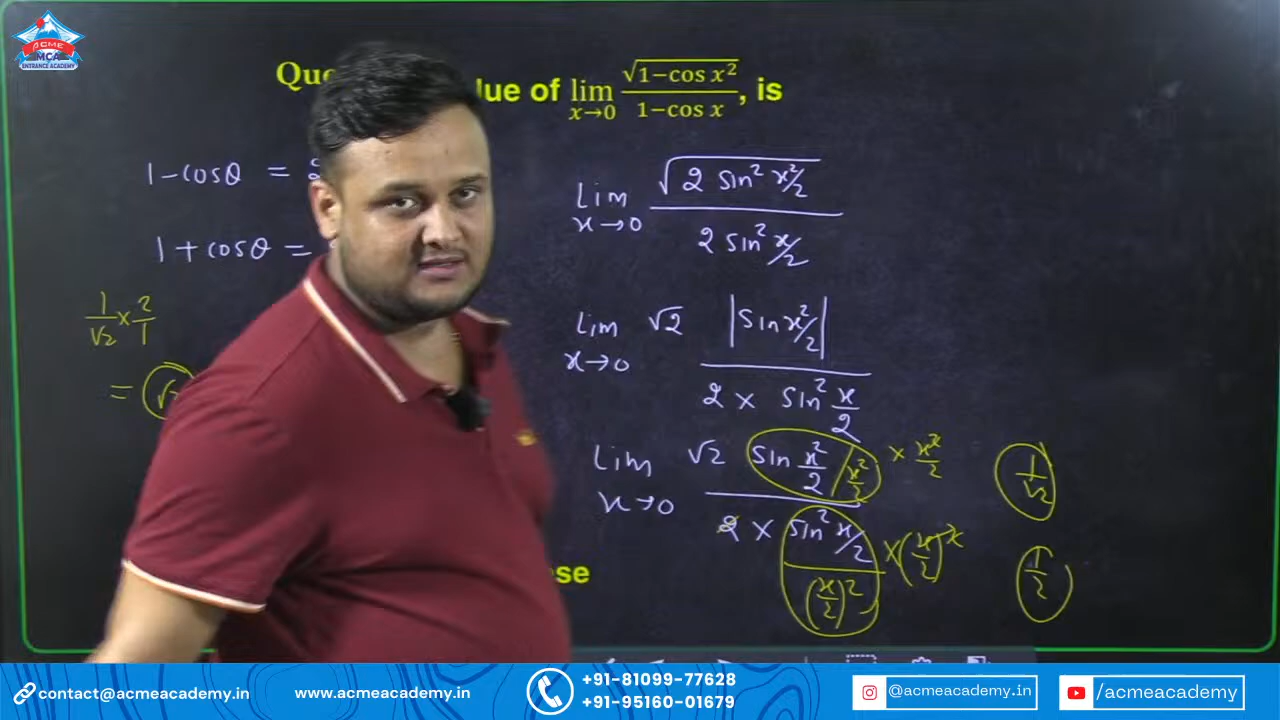 ACME
MCA
ENTRANCE ACADEMY
lue of lim x→0 √(1−cos x²)/(1−cos x), is
1 - cosθ =
1 + cosθ =
1/√2 × 2/1
=
Lim x→0 √(2 sin² x²/2) / 2 sin² x/2
Lim x→0 √2 |sin x²/2| / 2 × sin² x/2
Lim x→0 √2 sin x²/2 / x²/2 × x²/2
2 × sin² x/2 / (x/2)² × (x/2)²
1/√2
1/2
contact@acmeacademy.in
www.acmeacademy.in
+91-81099-77628
+91-95160-01679
@acmeacademy.in
/acmeacademy